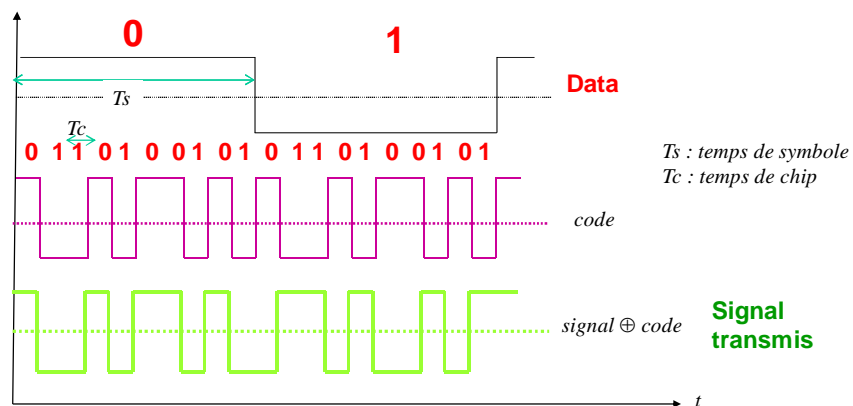 0 1
Data
Ts
Tc
0 1 1 0 1 0 0 1 0 1 0 1 1 0 1 0 0 1 0 1
Ts : temps de symbole
Tc : temps de chip
code
signal ⊕ code
Signal
transmis
t